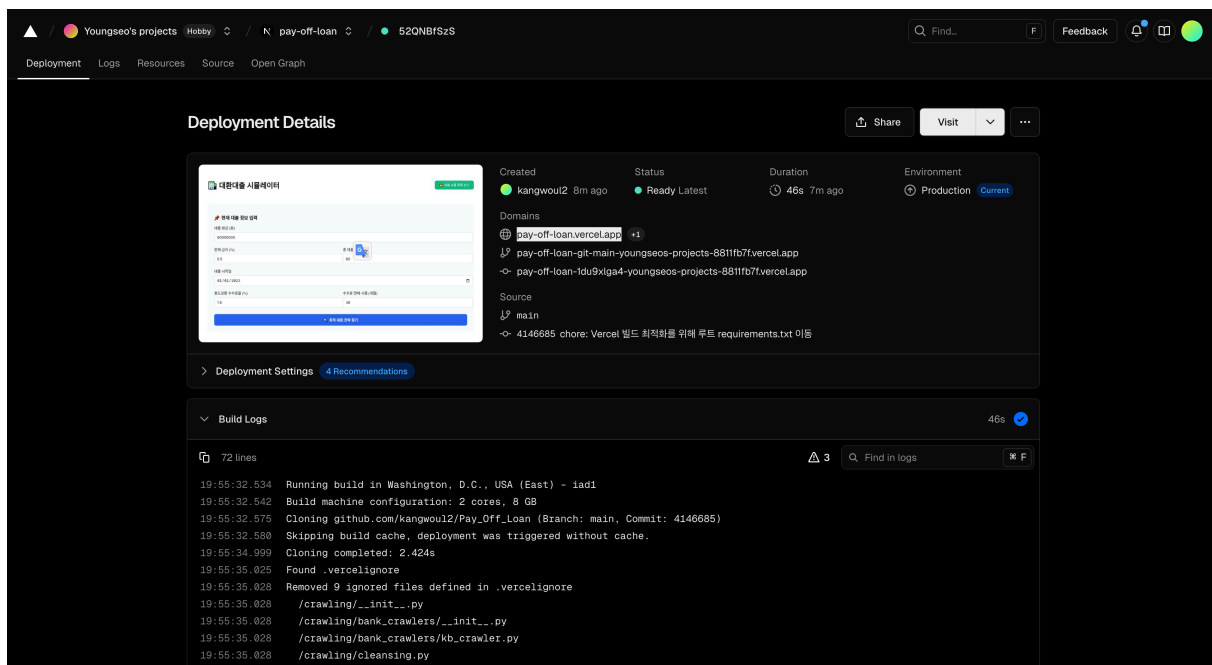 Youngseo's projects Hobby / pay-off-loan / 52QNBfSzS Find... F Feedback
Deployment Logs Resources Source Open Graph
Deployment Details
Share Visit ...
대환대출 시뮬레이터
현재 대출 정보 입력
Created Status Duration Environment
kangwoul2 8m ago Ready Latest 46s 7m ago Production Current
Domains
pay-off-loan.vercel.app +1
pay-off-loan-git-main-youngseos-projects-8811fb7f.vercel.app
pay-off-loan-1du9xlga4-youngseos-projects-8811fb7f.vercel.app
Source
main
4146685 chore: Vercel 빌드 최적화를 위해 루트 requirements.txt 이동
Deployment Settings 4 Recommendations
Build Logs 46s
72 lines 3 Find in logs ⌘ F
19:55:32.534 Running build in Washington, D.C., USA (East) – iad1
19:55:32.542 Build machine configuration: 2 cores, 8 GB
19:55:32.575 Cloning github.com/kangwoul2/Pay_Off_Loan (Branch: main, Commit: 4146685)
19:55:32.580 Skipping build cache, deployment was triggered without cache.
19:55:34.999 Cloning completed: 2.424s
19:55:35.025 Found .vercelignore
19:55:35.028 Removed 9 ignored files defined in .vercelignore
19:55:35.028 /crawling/__init__.py
19:55:35.028 /crawling/bank_crawlers/__init__.py
19:55:35.028 /crawling/bank_crawlers/kb_crawler.py
19:55:35.028 /crawling/cleansing.py